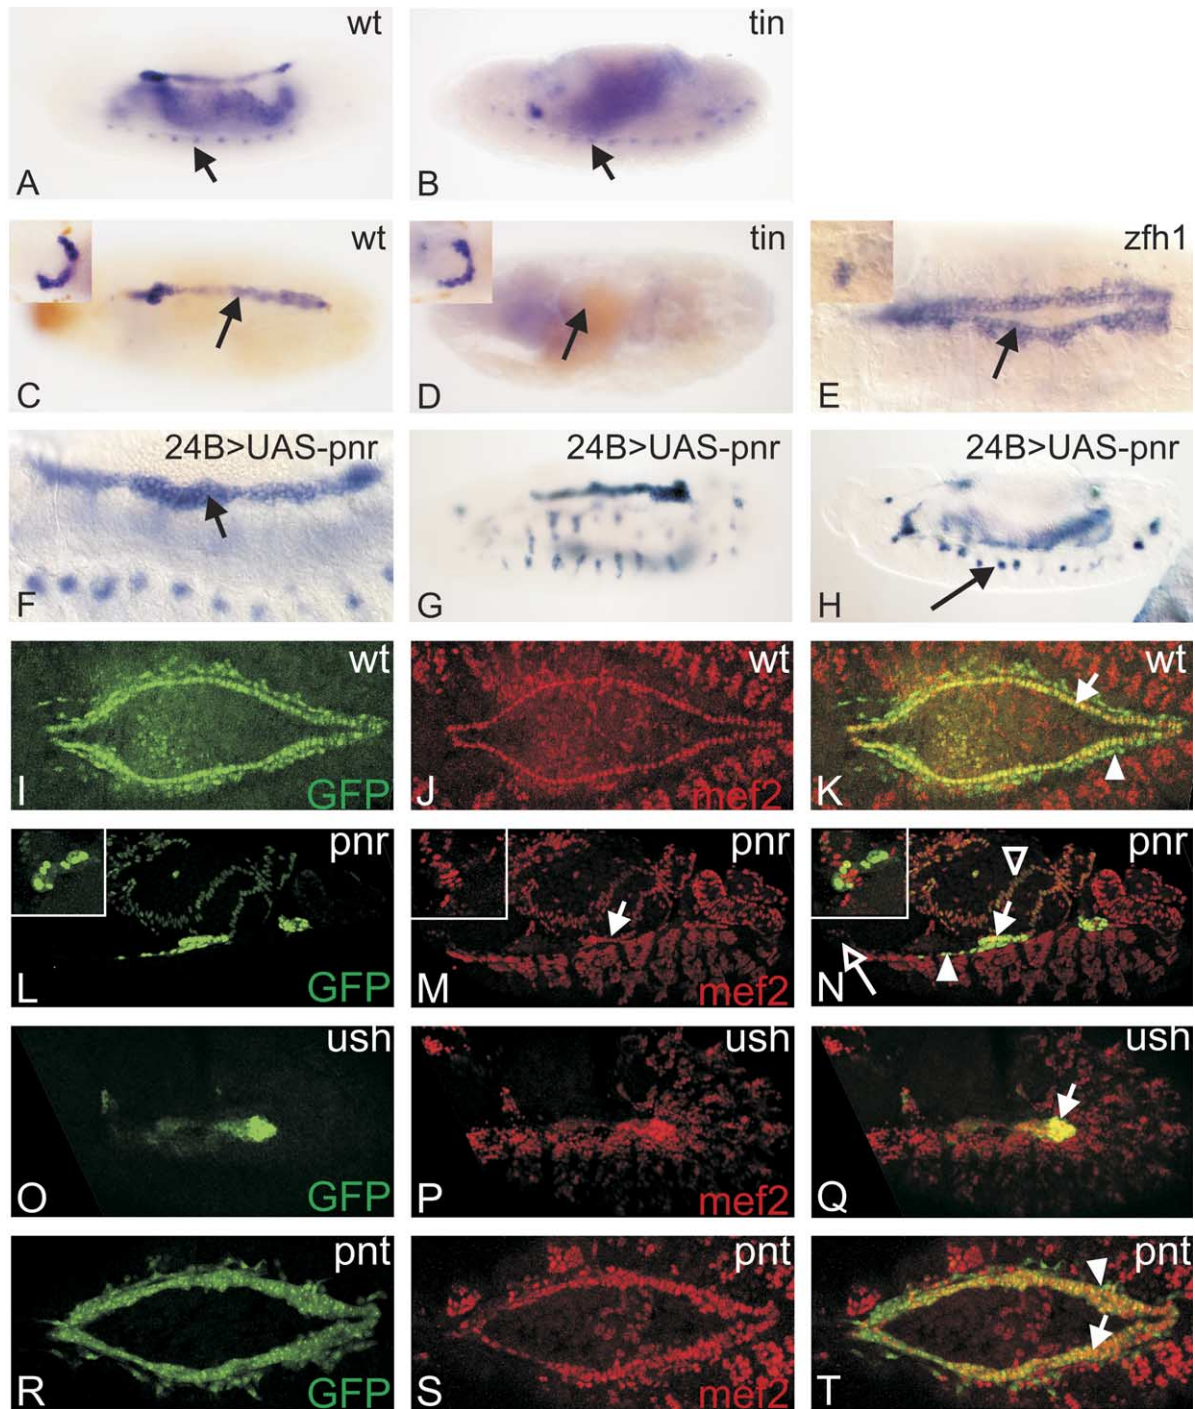 wt
A
tin
B
wt
C
tin
D
zfh1
E
24B>UAS-pnr
F
24B>UAS-pnr
G
24B>UAS-pnr
H
wt
I GFP
wt
J mef2
wt
K
pnr
L GFP
pnr
M mef2
pnr
N
ush
O GFP
ush
P mef2
ush
Q
pnt
R GFP
pnt
S mef2
pnt
T